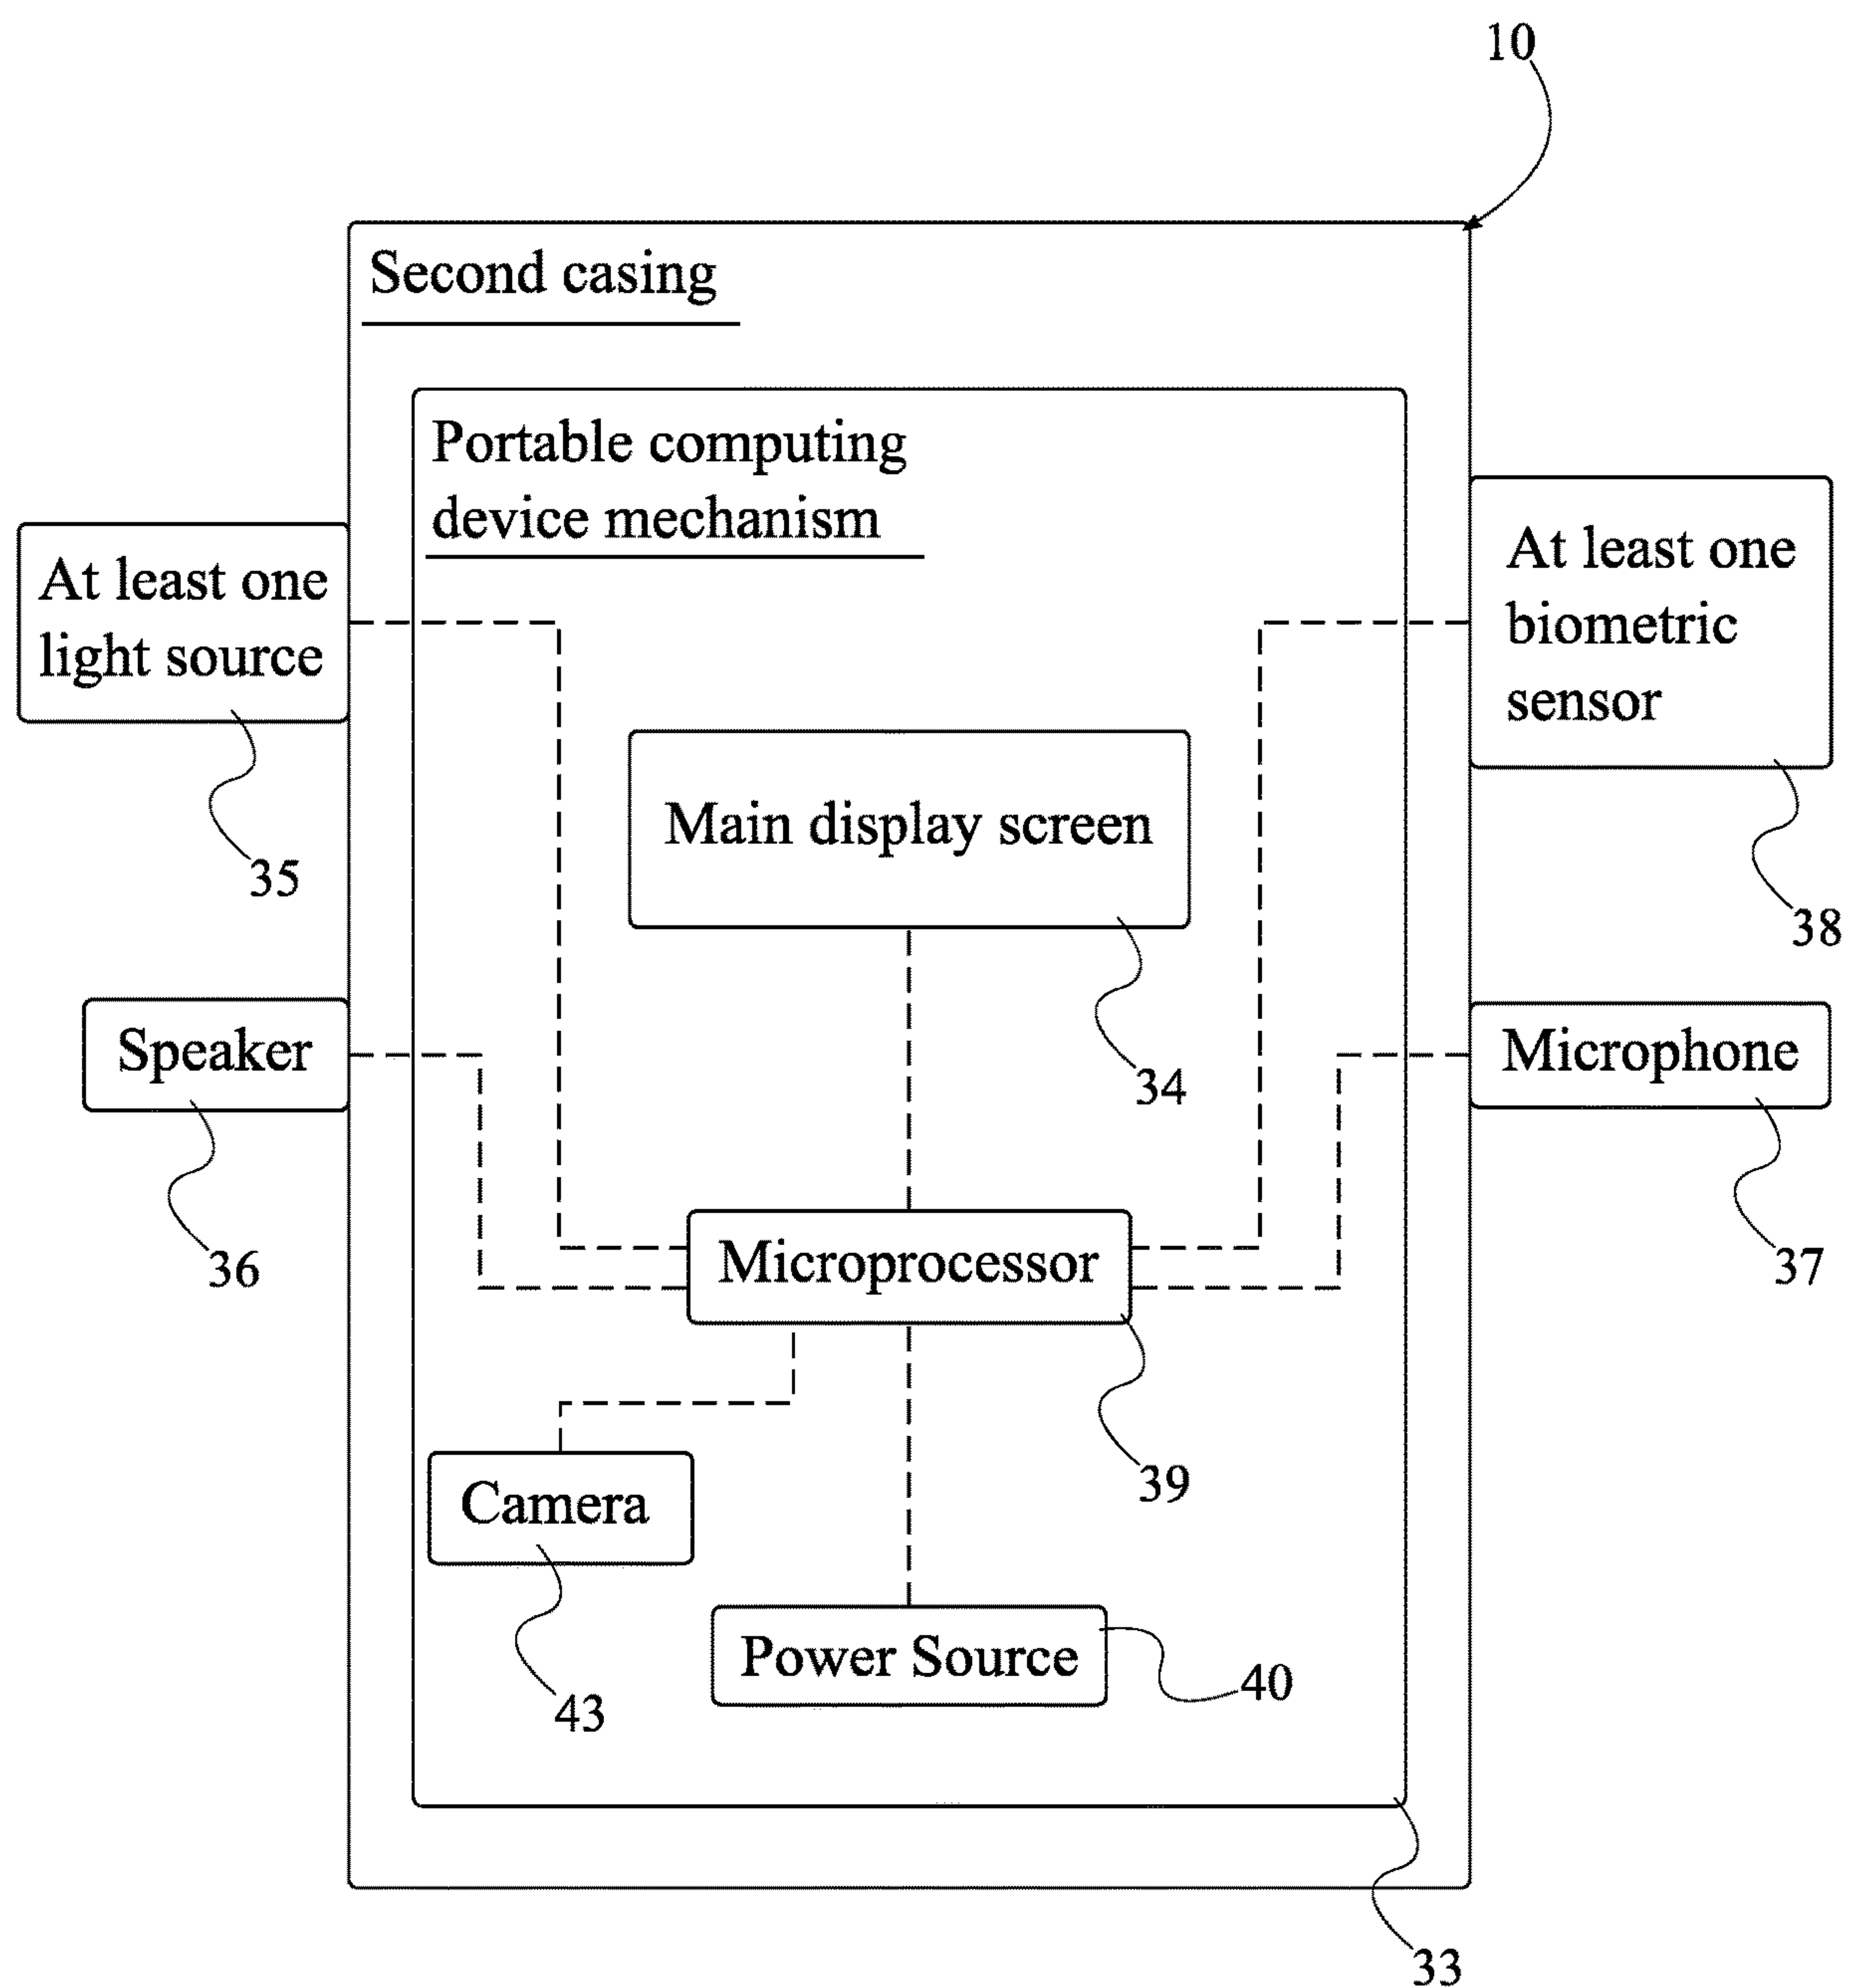 10
Second casing
Portable computing
device mechanism
At least one
light source
35
At least one
biometric
sensor
38
Main display screen
34
Speaker
36
Microphone
37
Microprocessor
39
Camera
43
Power Source
40
33